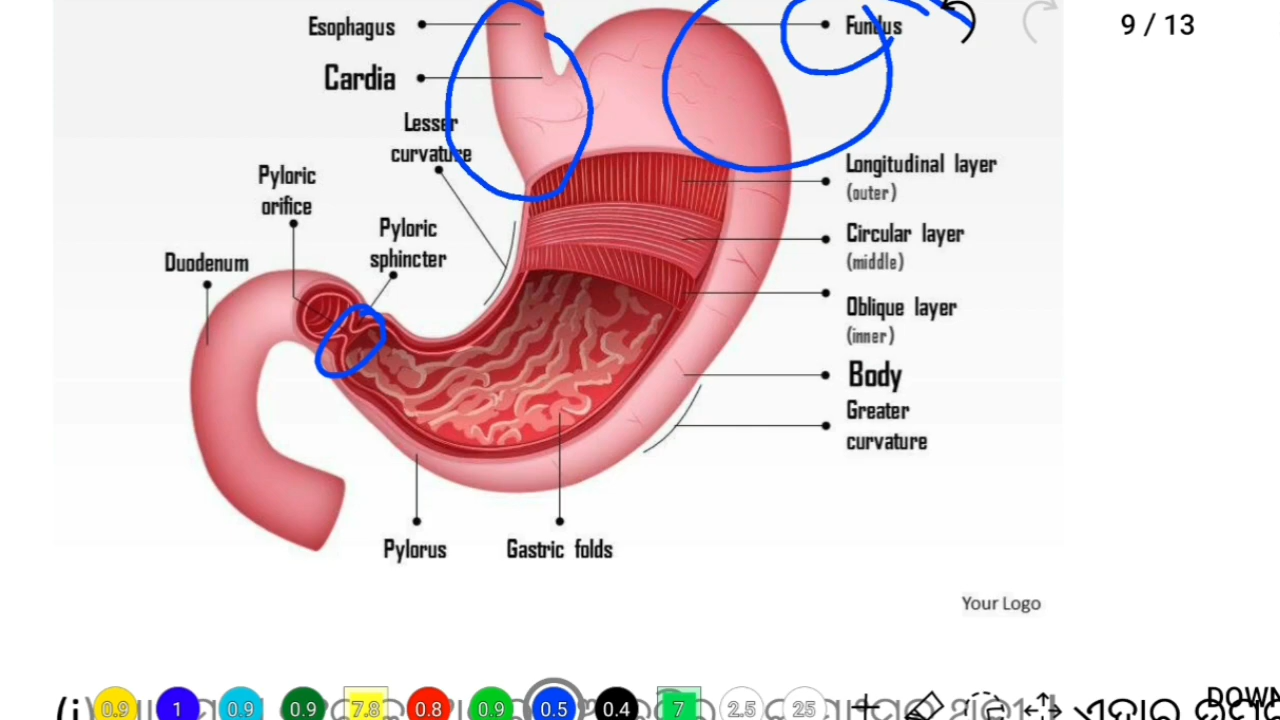 9 / 13
Esophagus
Fundus
Cardia
Lesser
curvature
Longitudinal layer
(outer)
Pyloric
orifice
Pyloric
sphincter
Circular layer
(middle)
Duodenum
Oblique layer
(inner)
Body
Greater
curvature
Pylorus
Gastric folds
Your Logo
(i)
0.9 1 0.9 0.9 7.8 0.8 0.9 0.5 0.4 7 2.5 25
DOWN